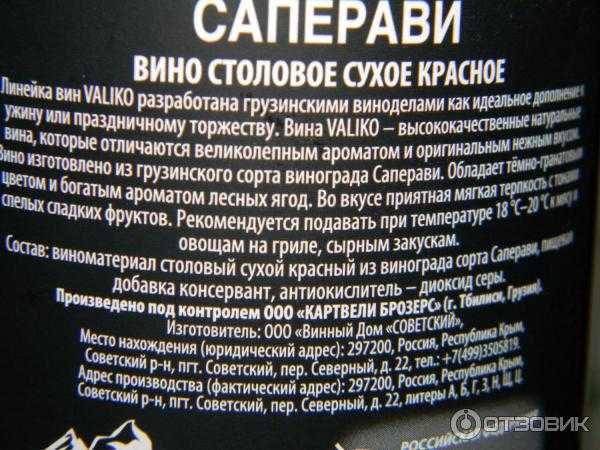 САПЕРАВИ
ВИНО СТОЛОВОЕ СУХОЕ КРАСНОЕ
Линейка вин VALIKO разработана грузинскими виноделами как идеальное дополнение к
ужину или праздничному торжеству. Вина VALIKO – высококачественные натуральные
вина, которые отличаются великолепным ароматом и оригинальным нежным вкусом.
Вино изготовлено из грузинского сорта винограда Саперави. Обладает тёмно-гранатовым
цветом и богатым ароматом лесных ягод. Во вкусе приятная мягкая терпкость с тонами
спелых сладких фруктов. Рекомендуется подавать при температуре 18 °С–20 °С к мясу и
овощам на гриле, сырным закускам.
Состав: виноматериал столовый сухой красный из винограда сорта Саперави, пищевая
добавка консервант, антиокислитель – диоксид серы.
Произведено под контролем ООО «КАРТВЕЛИ БРОЗЕРС» (г. Тбилиси, Грузия).
Изготовитель: ООО «Винный Дом «СОВЕТСКИЙ»,
Место нахождения (юридический адрес): 297200, Россия, Республика Крым,
Советский р-н, пгт. Советский, пер. Северный, д. 22, тел.: +7(499)3505819.
Адрес производства (фактический адрес): 297200, Россия, Республика Крым,
Советский р-н, пгт. Советский, пер. Северный, д. 22, литеры А, Б, Г, З, Н, Щ, Ц.
РОССИЙСК
ОТЗОВИК